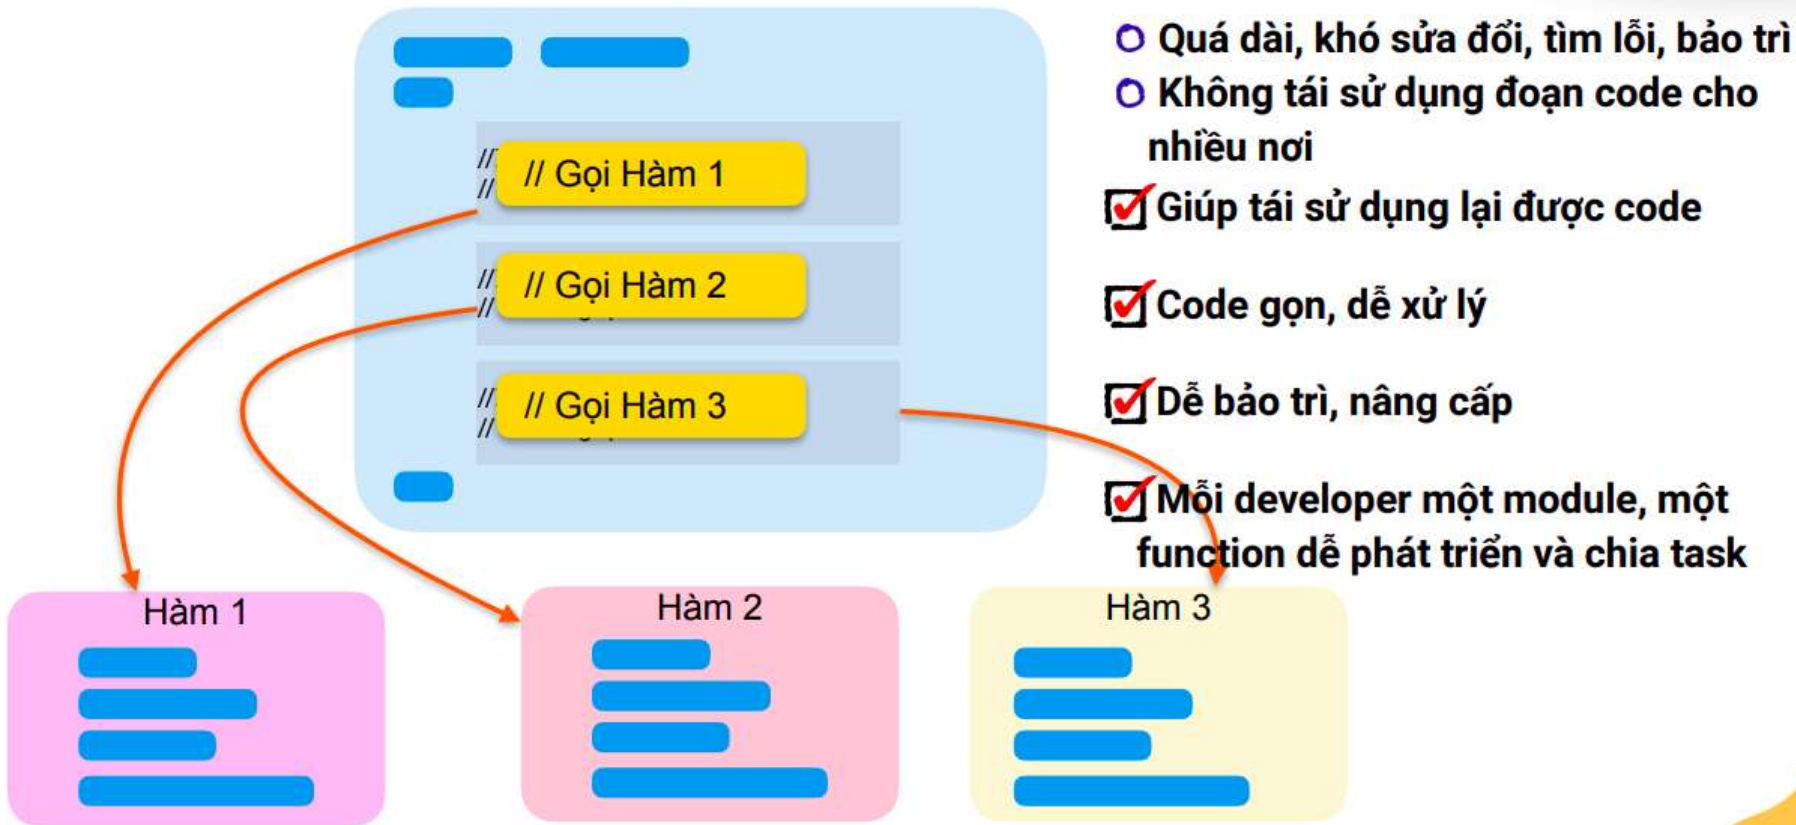 Quá dài, khó sửa đổi, tìm lỗi, bảo trì
Không tái sử dụng đoạn code cho
nhiều nơi
Giúp tái sử dụng lại được code
Code gọn, dễ xử lý
Dễ bảo trì, nâng cấp
Mỗi developer một module, một
function dễ phát triển và chia task
//
// Gọi Hàm 1
//
//
// Gọi Hàm 2
//
//
// Gọi Hàm 3
//
Hàm 1
Hàm 2
Hàm 3